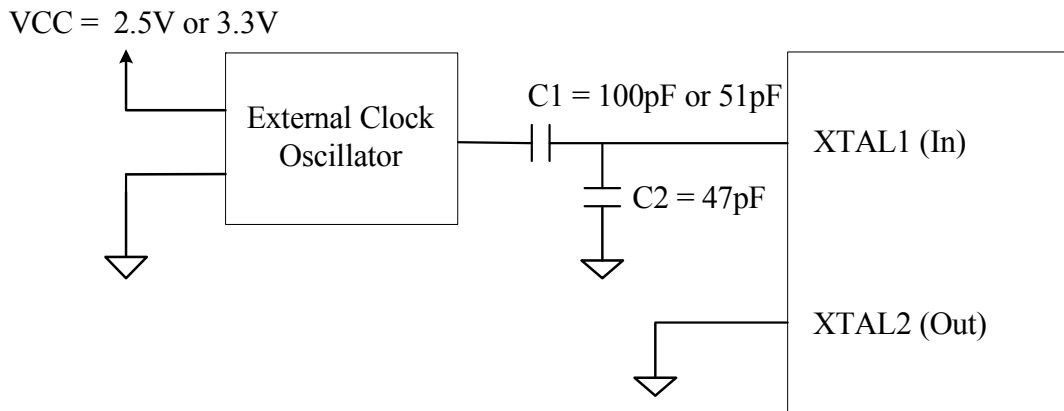 VCC = 2.5V or 3.3V
External Clock
Oscillator
C1 = 100pF or 51pF
C2 = 47pF
XTAL1 (In)
XTAL2 (Out)